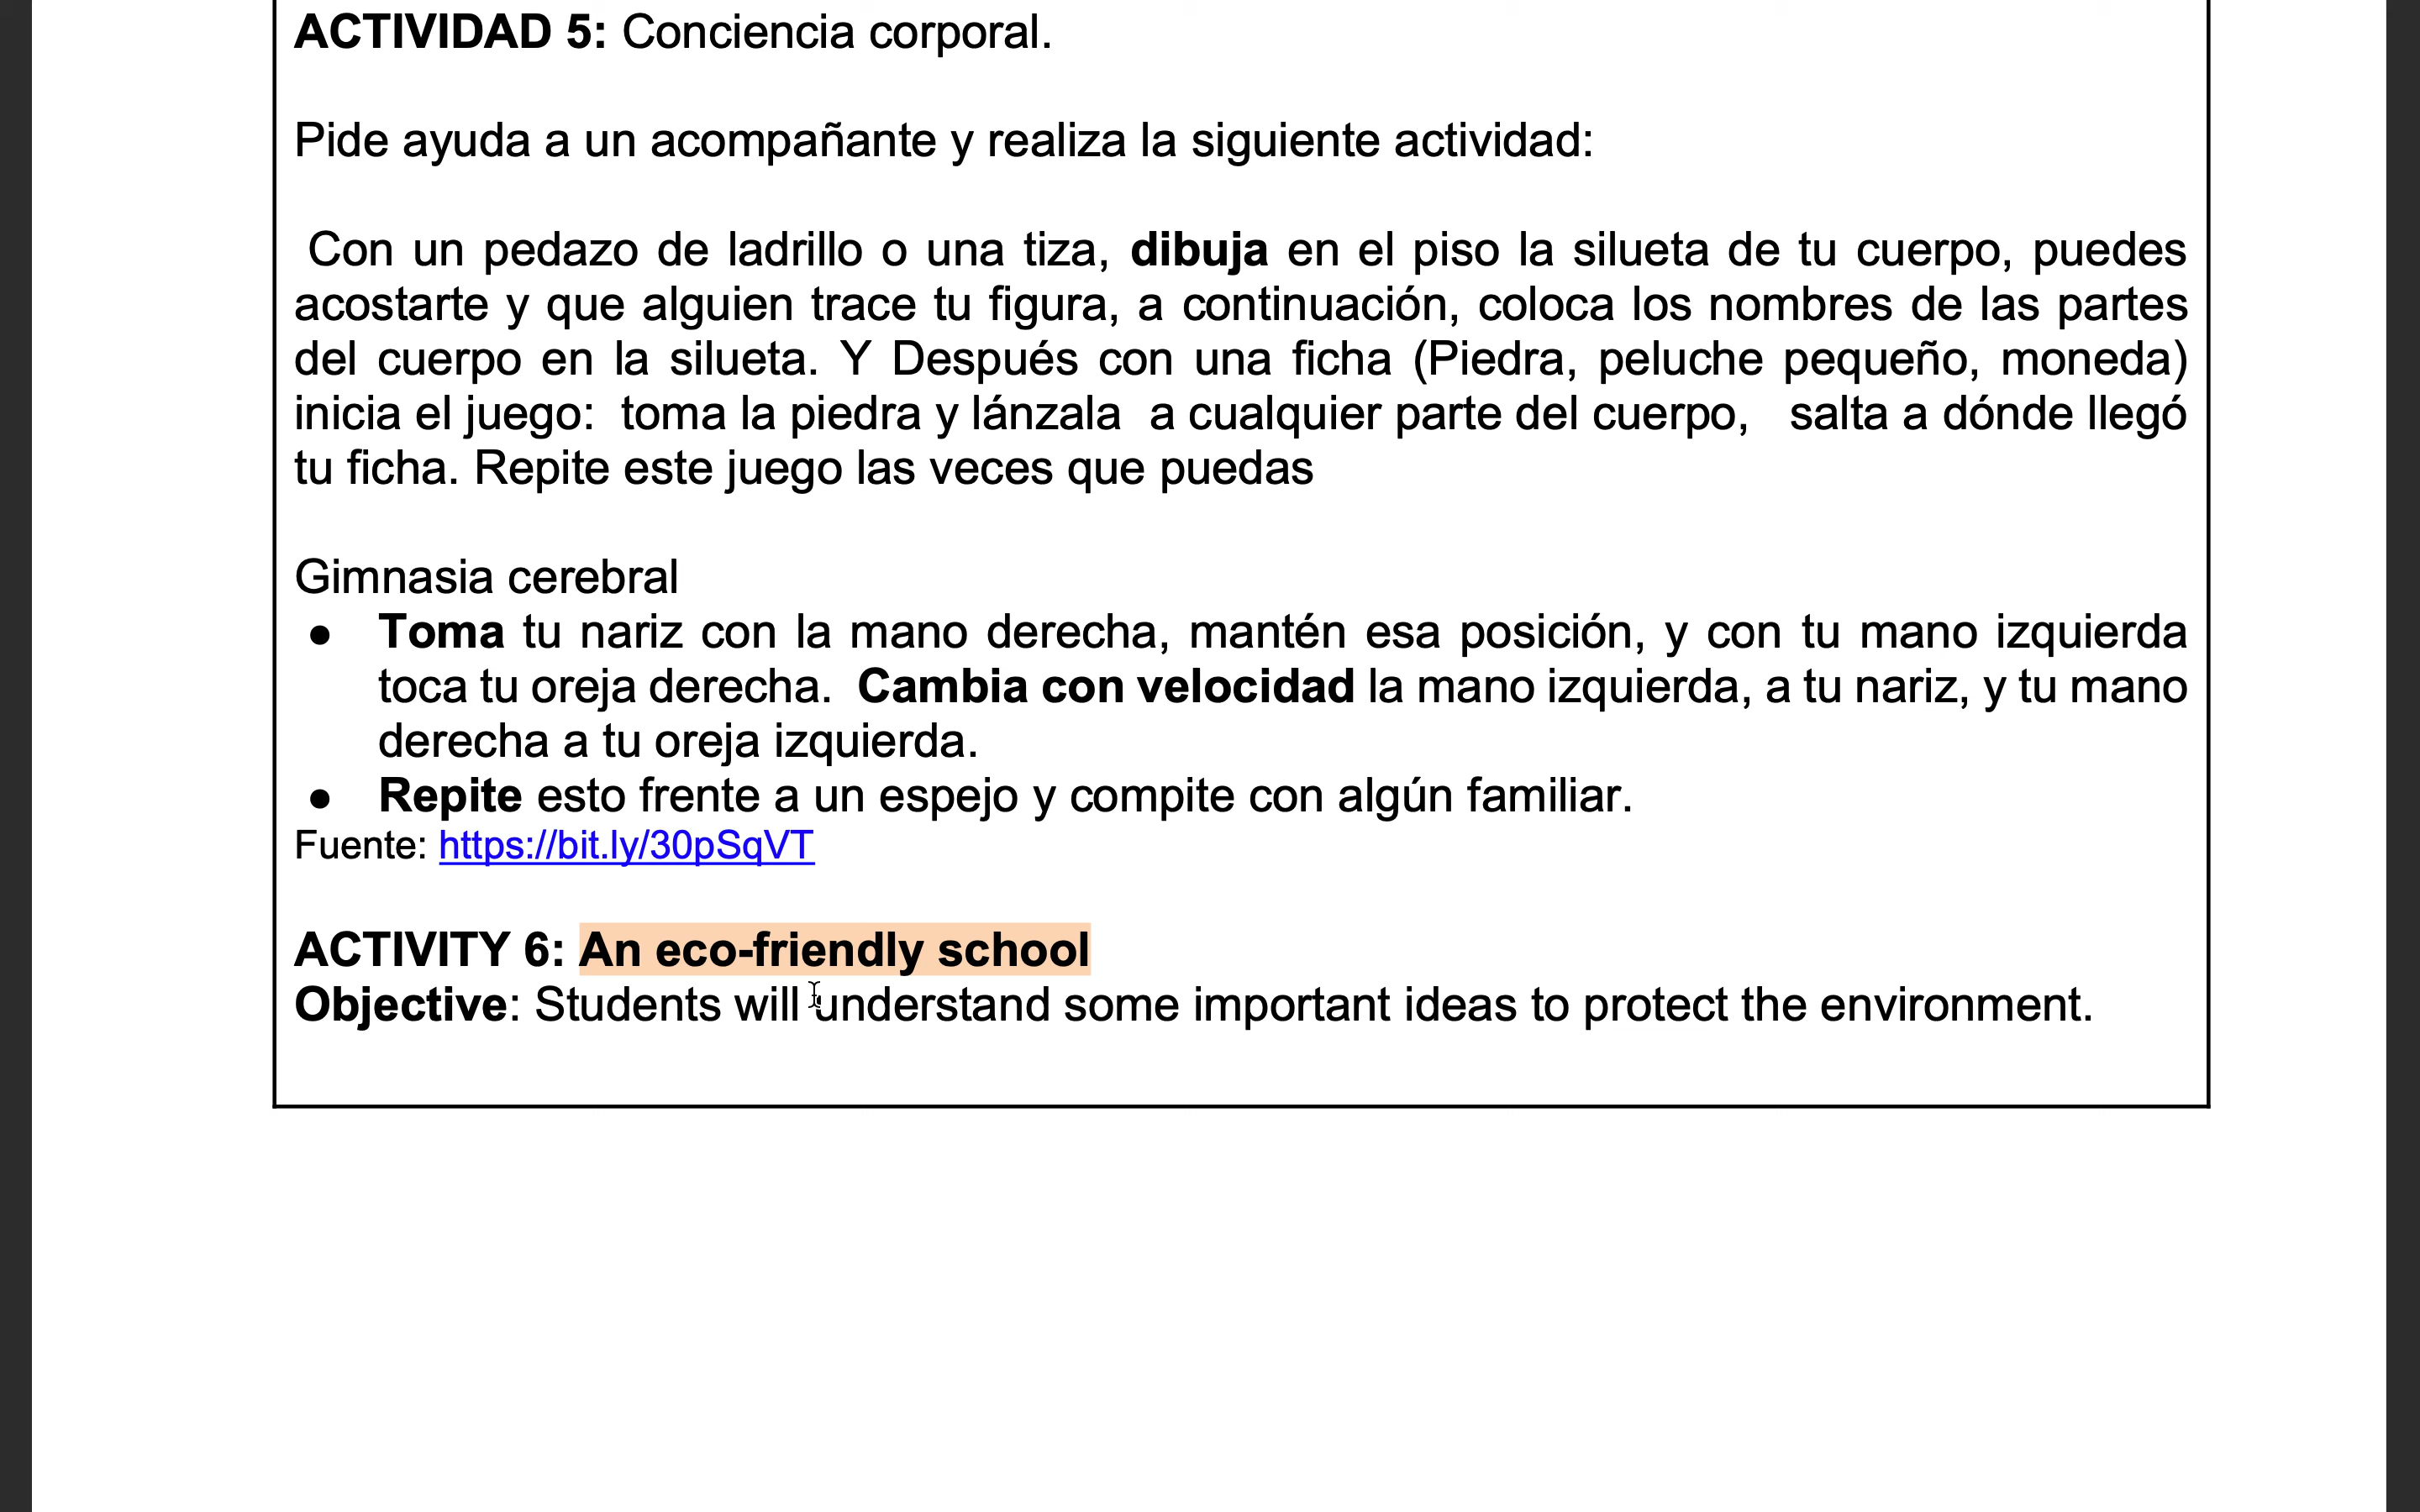 ACTIVIDAD 5: Conciencia corporal.
Pide ayuda a un acompañante y realiza la siguiente actividad:
Con un pedazo de ladrillo o una tiza, dibuja en el piso la silueta de tu cuerpo, puedes
acostarte y que alguien trace tu figura, a continuación, coloca los nombres de las partes
del cuerpo en la silueta. Y Después con una ficha (Piedra, peluche pequeño, moneda)
inicia el juego: toma la piedra y lánzala a cualquier parte del cuerpo, salta a dónde llegó
tu ficha. Repite este juego las veces que puedas
Gimnasia cerebral
● Toma tu nariz con la mano derecha, mantén esa posición, y con tu mano izquierda
toca tu oreja derecha. Cambia con velocidad la mano izquierda, a tu nariz, y tu mano
derecha a tu oreja izquierda.
● Repite esto frente a un espejo y compite con algún familiar.
Fuente: https://bit.ly/30pSqVT
ACTIVITY 6: An eco-friendly school
Objective: Students will understand some important ideas to protect the environment.